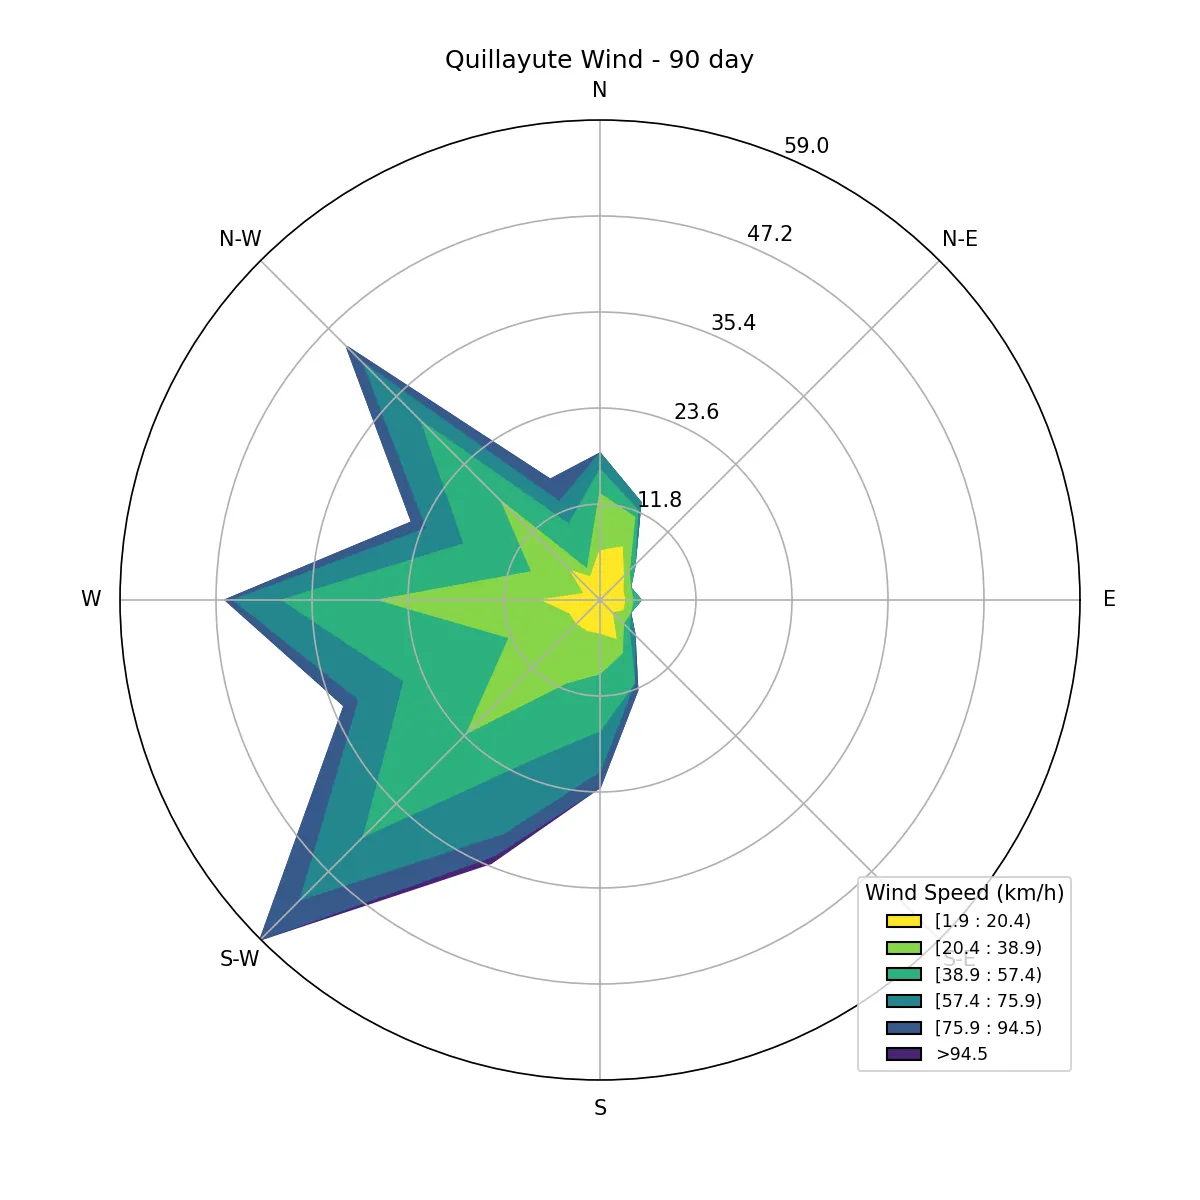 Quillayute Wind - 90 day
N
59.0
47.2
N-W
N-E
35.4
23.6
11.8
W
E
Wind Speed (km/h)
[1.9 : 20.4)
[20.4 : 38.9)
S-W
S-E
[38.9 : 57.4)
[57.4 : 75.9)
[75.9 : 94.5)
>94.5
S